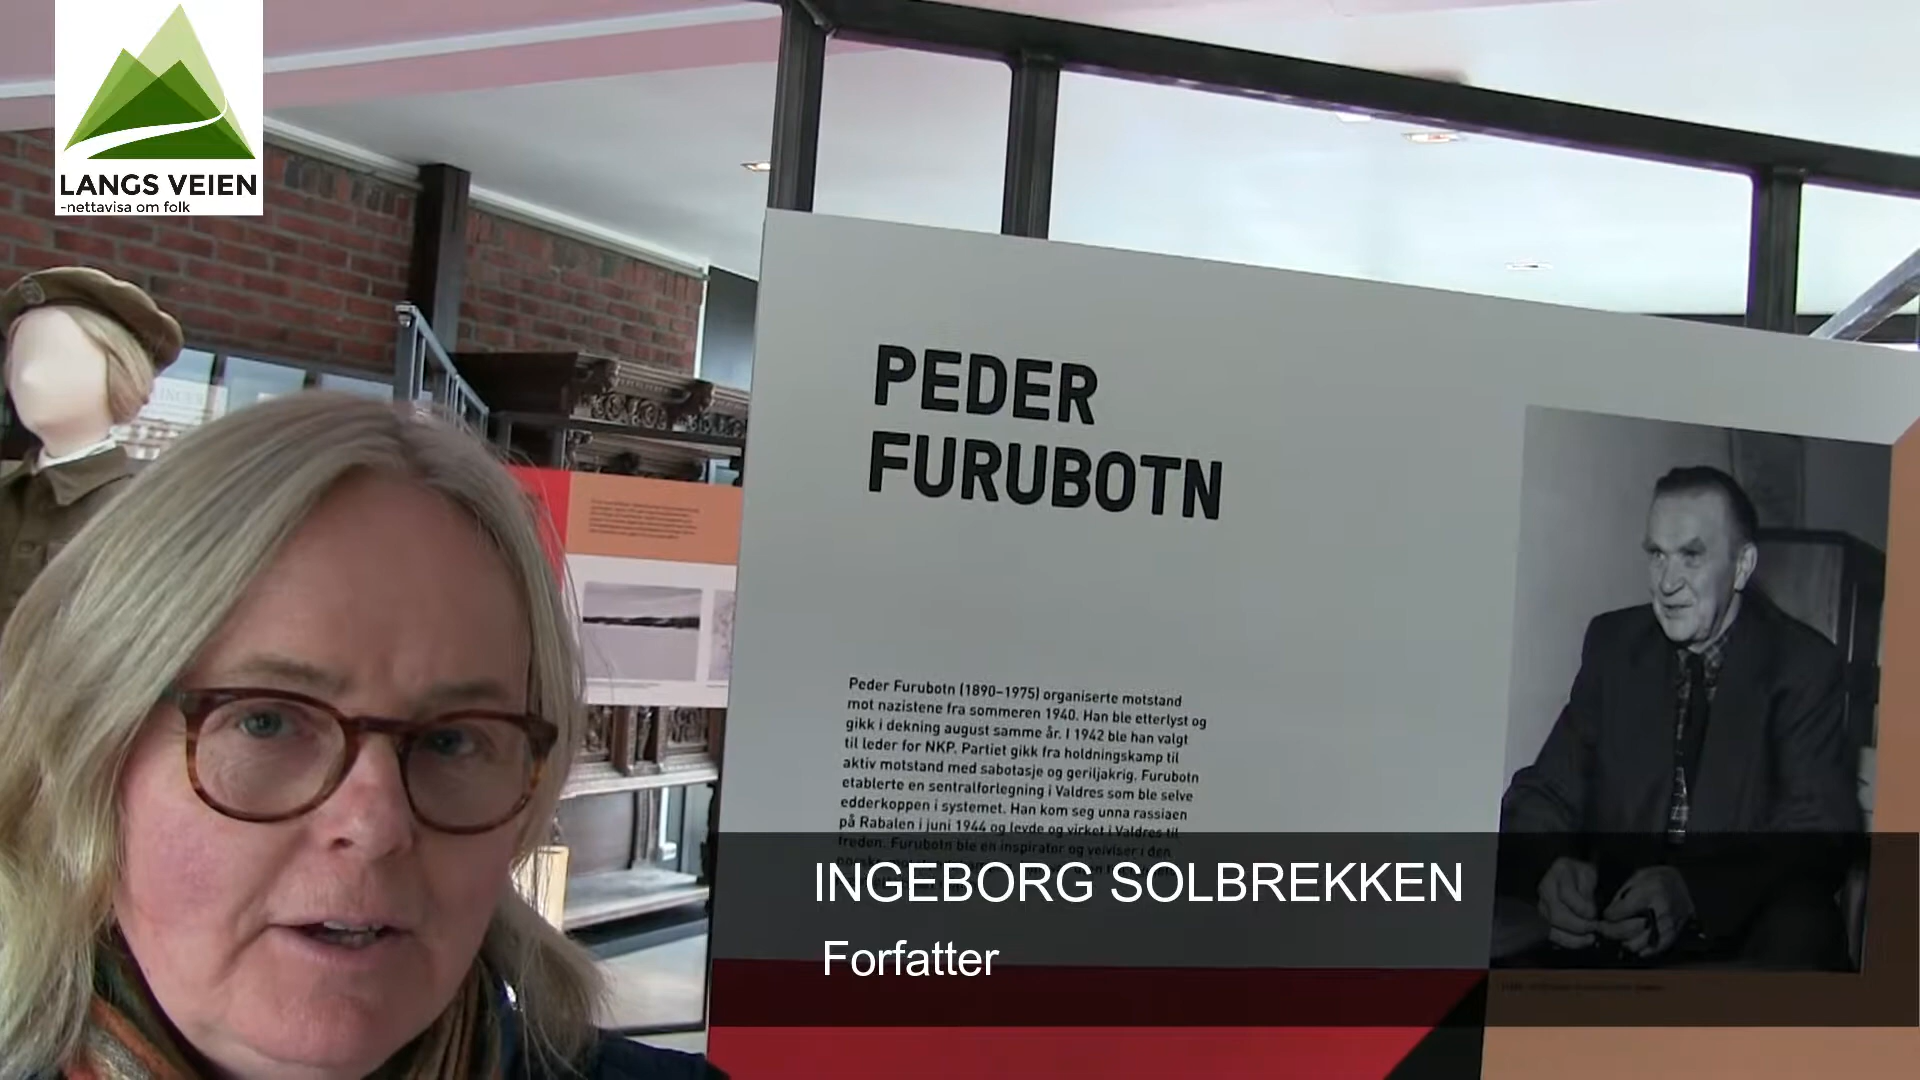 LANGS VEIEN
-nettavisa om folk
PEDER
FURUBOTN
Peder Furubotn (1890–1975) organiserte motstand
mot nazistene fra sommeren 1940. Han ble etterlyst og
gikk i dekning august samme år. I 1942 ble han valgt
til leder for NKP. Partiet gikk fra holdningskamp til
aktiv motstand med sabotasje og geriljakrig. Furubotn
etablerte en sentralforlegning i Valdres som ble selve
edderkoppen i systemet. Han kom seg unna rassiaen
på Rabalen i juni 1944 og levde og virket i Valdres til
freden. Furubotn ble en inspirator og veiviser i den
INGEBORG SOLBREKKEN
Forfatter